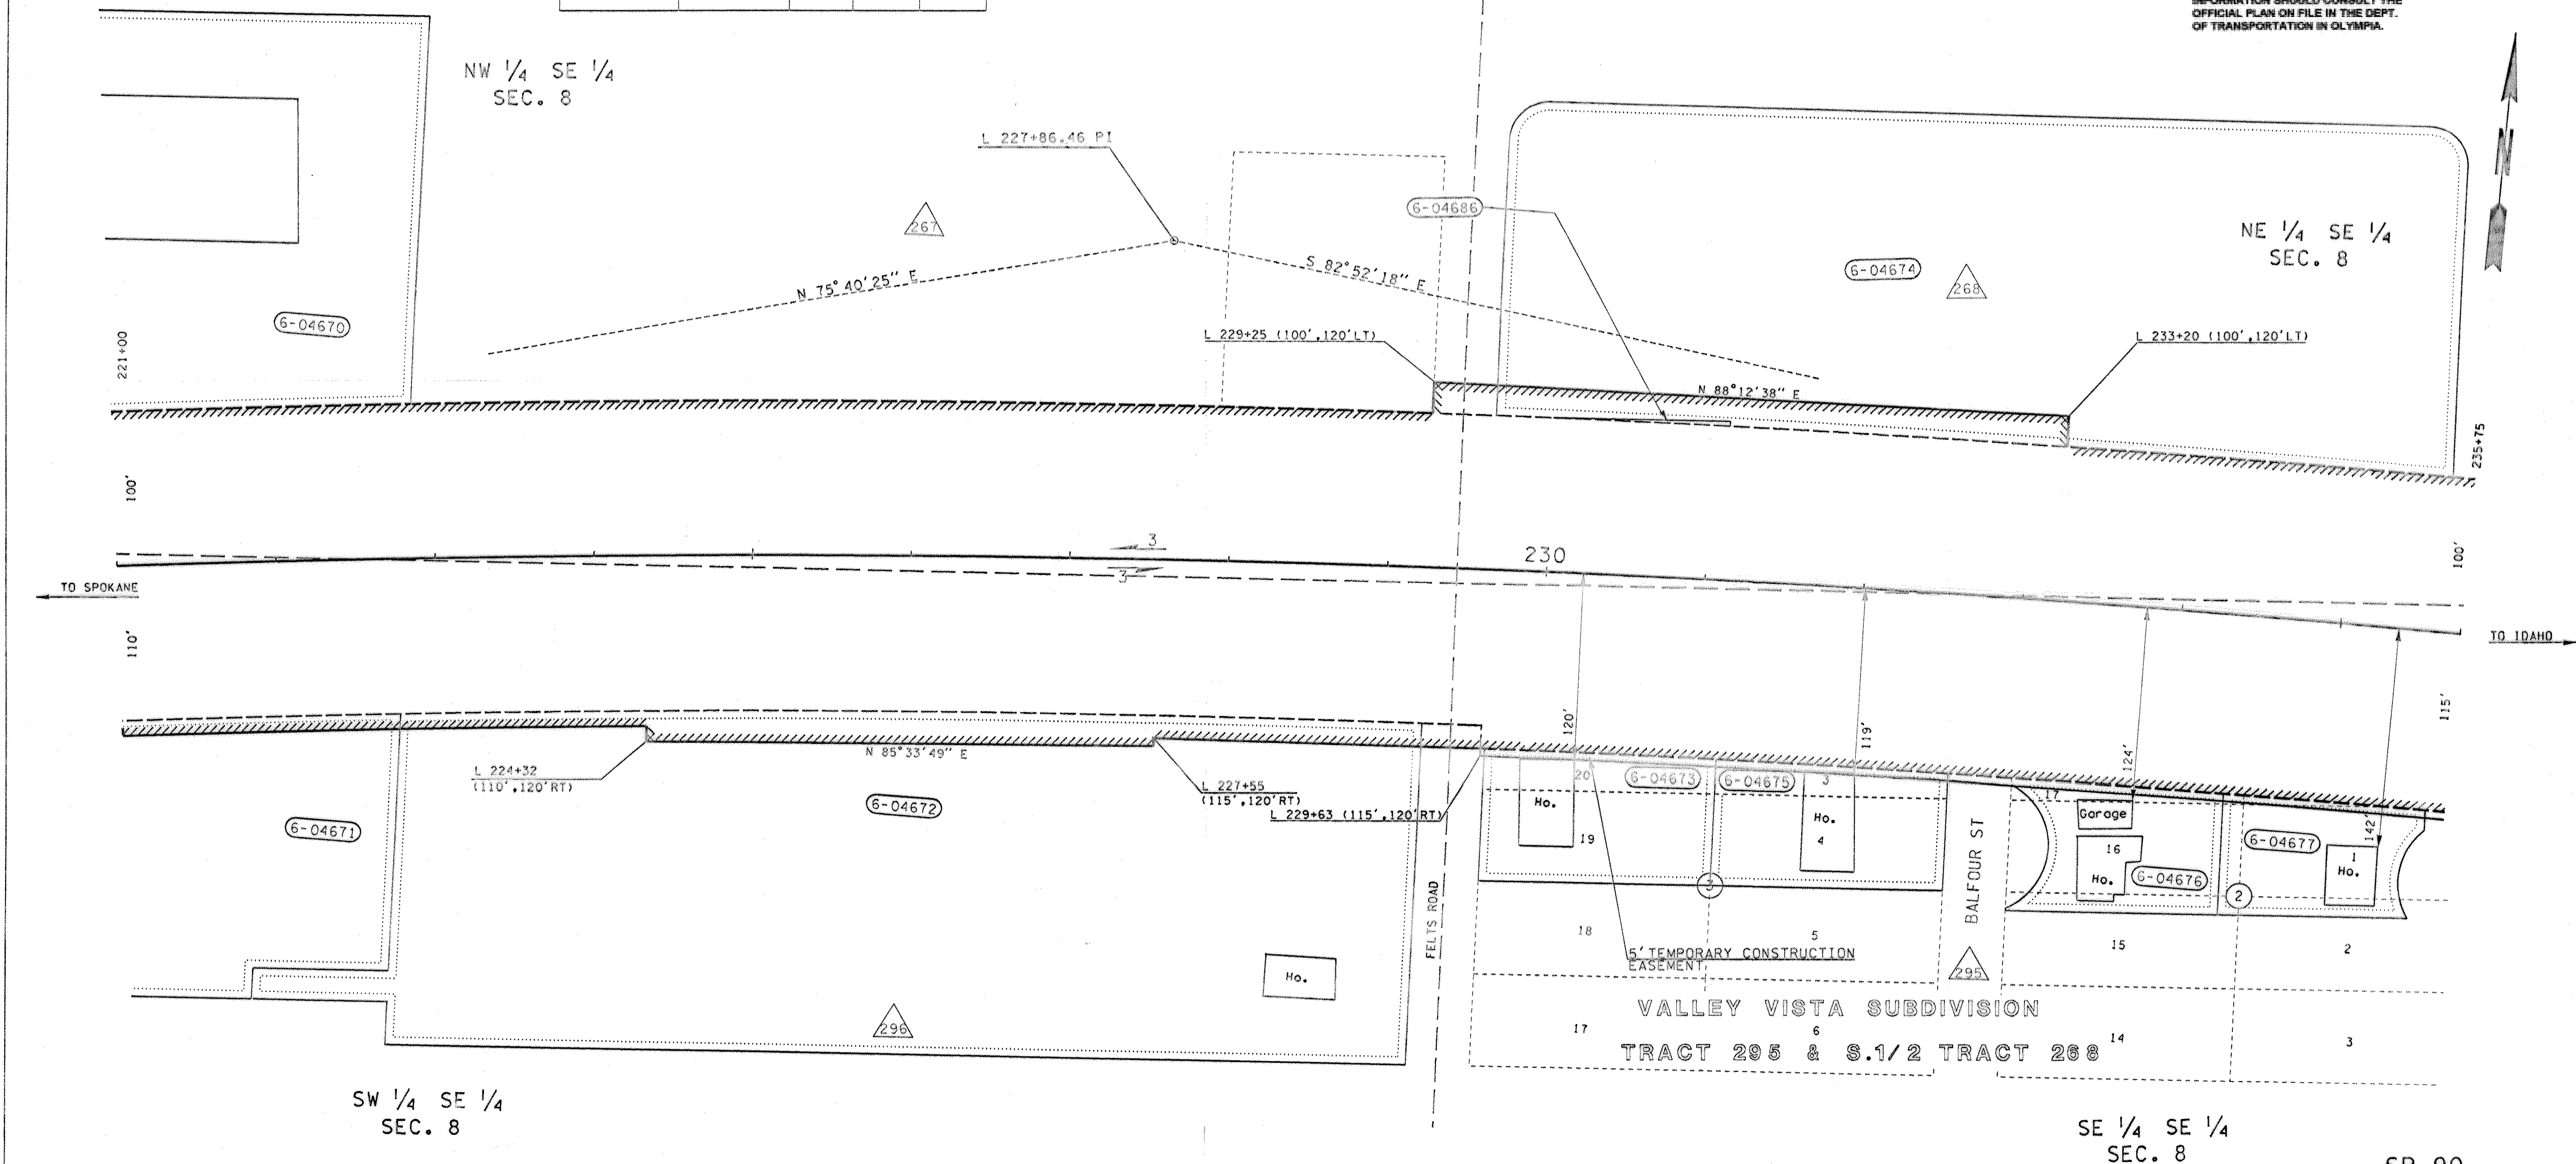 INFORMATION SHOULD CONSULT THE
OFFICIAL PLAN ON FILE IN THE DEPT.
OF TRANSPORTATION IN OLYMPIA.
NW 1/4 SE 1/4
SEC. 8
L 227+86.46 PI
N
267
6-04686
NE 1/4 SE 1/4
SEC. 8
6-04674
268
N 75°40'25" E
S 82°52'18" E
6-04670
221+00
L 229+25 (100',120'LT)
L 233+20 (100',120'LT)
N 88°12'38" E
235+75
100'
3
3
230
100'
TO SPOKANE
TO IDAHO
110'
120'
119'
124'
115'
N 85°33'49" E
L 224+32
(110',120'RT)
L 227+55
(115',120'RT)
L 229+63 (115',120'RT)
6-04671
6-04672
20
6-04673
6-04675
3
Ho.
19
Ho.
4
17
Garage
16
Ho.
6-04676
142'
6-04677
1
Ho.
3
2
FELTS ROAD
BALFOUR ST
18
5
15
2
5' TEMPORARY CONSTRUCTION
EASEMENT
295
Ho.
296
VALLEY VISTA SUBDIVISION
17
6
14
3
TRACT 295 & S.1/2 TRACT 268
SW 1/4 SE 1/4
SEC. 8
SE 1/4 SE 1/4
SEC. 8
SR 90